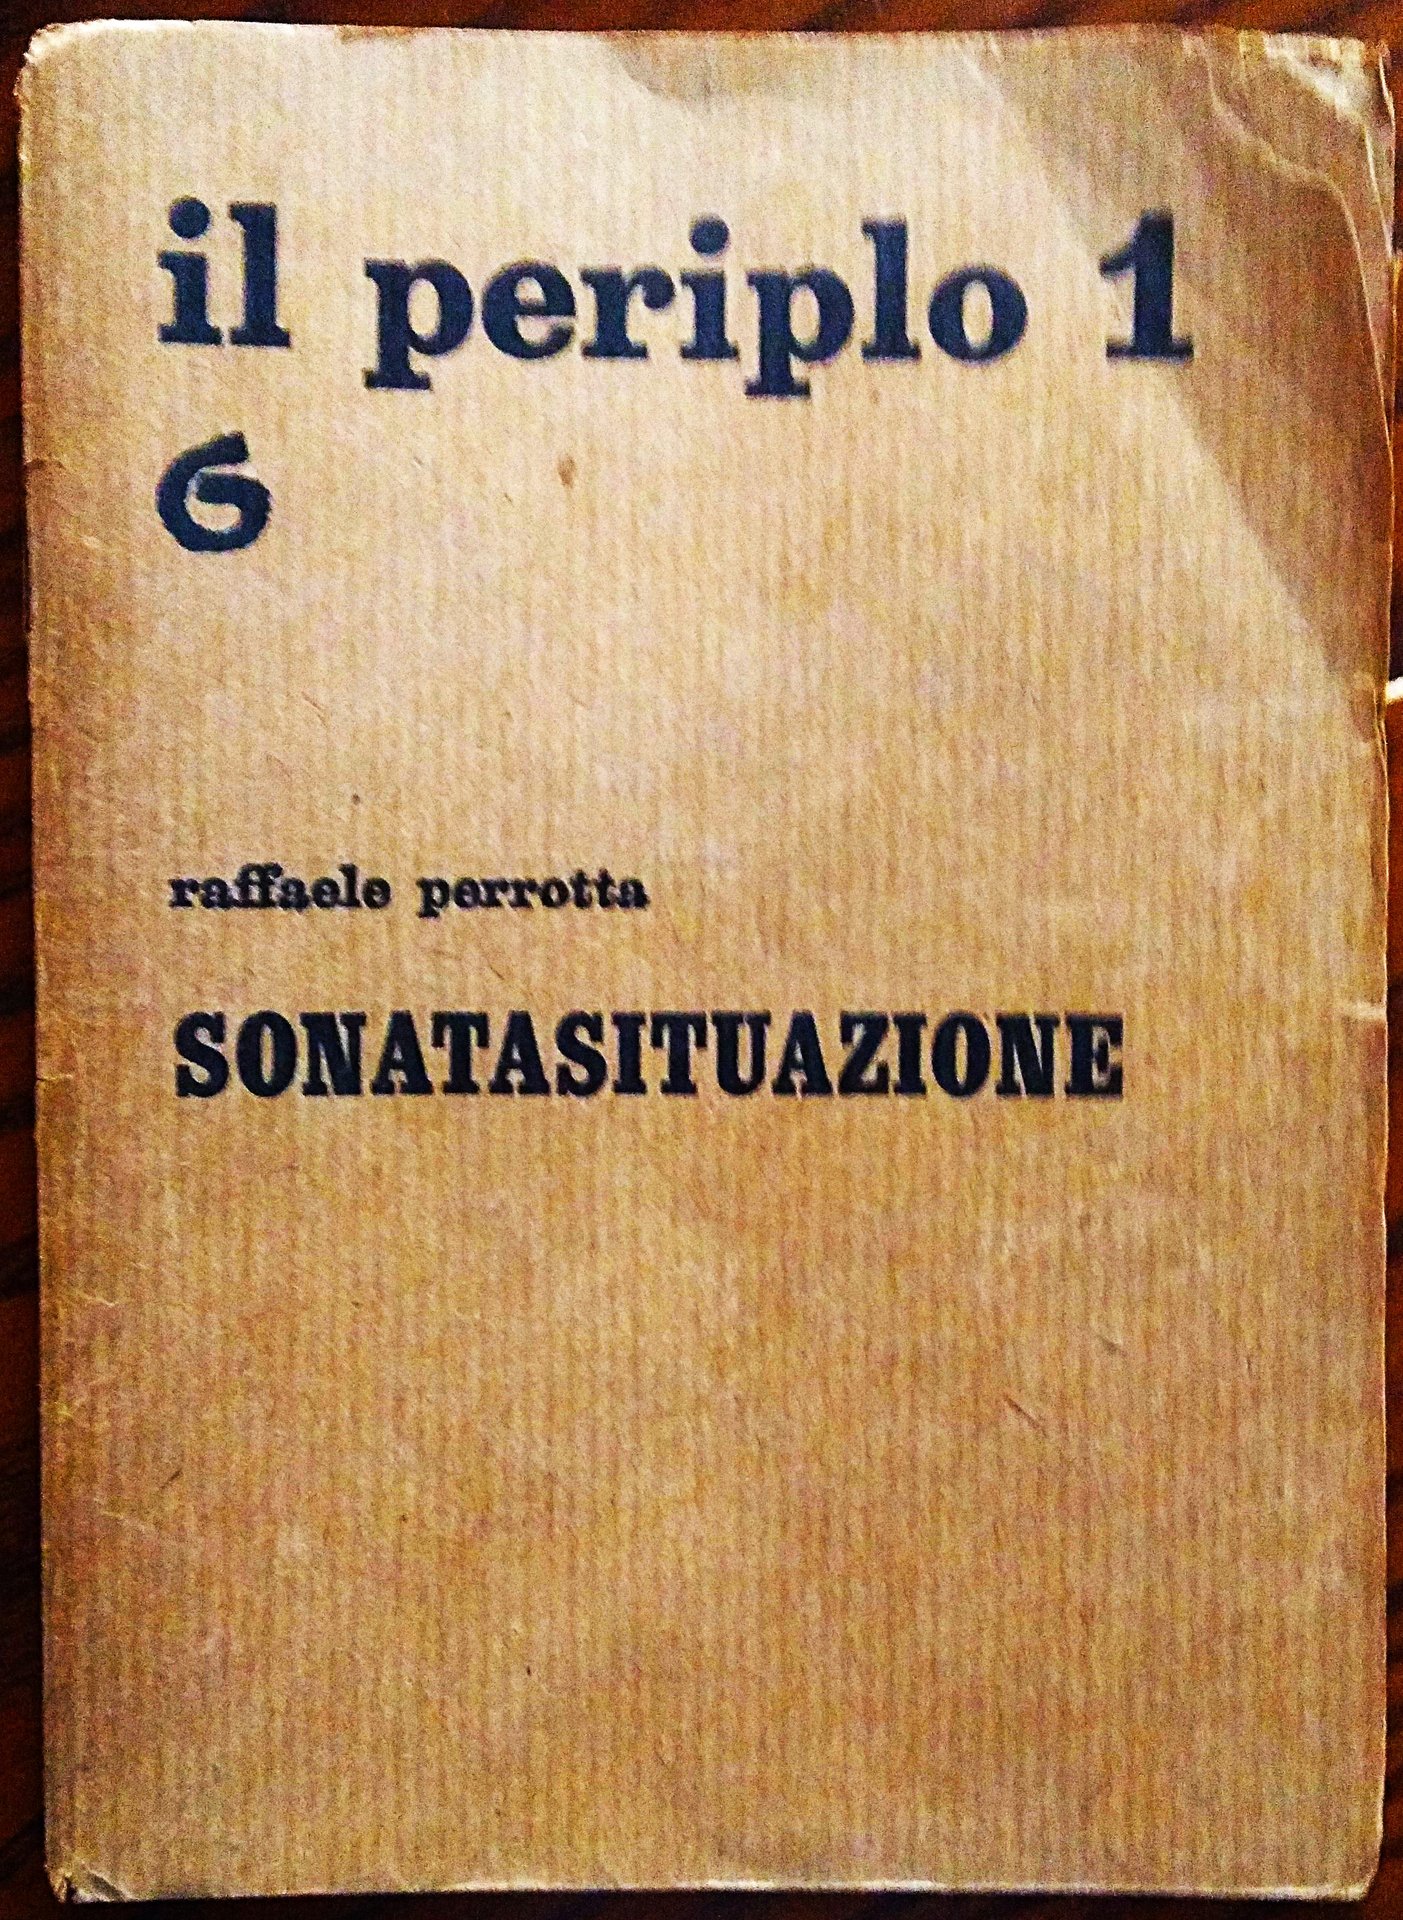 il periplo 1
6
raffaele perrotta
SONATASITUAZIONE